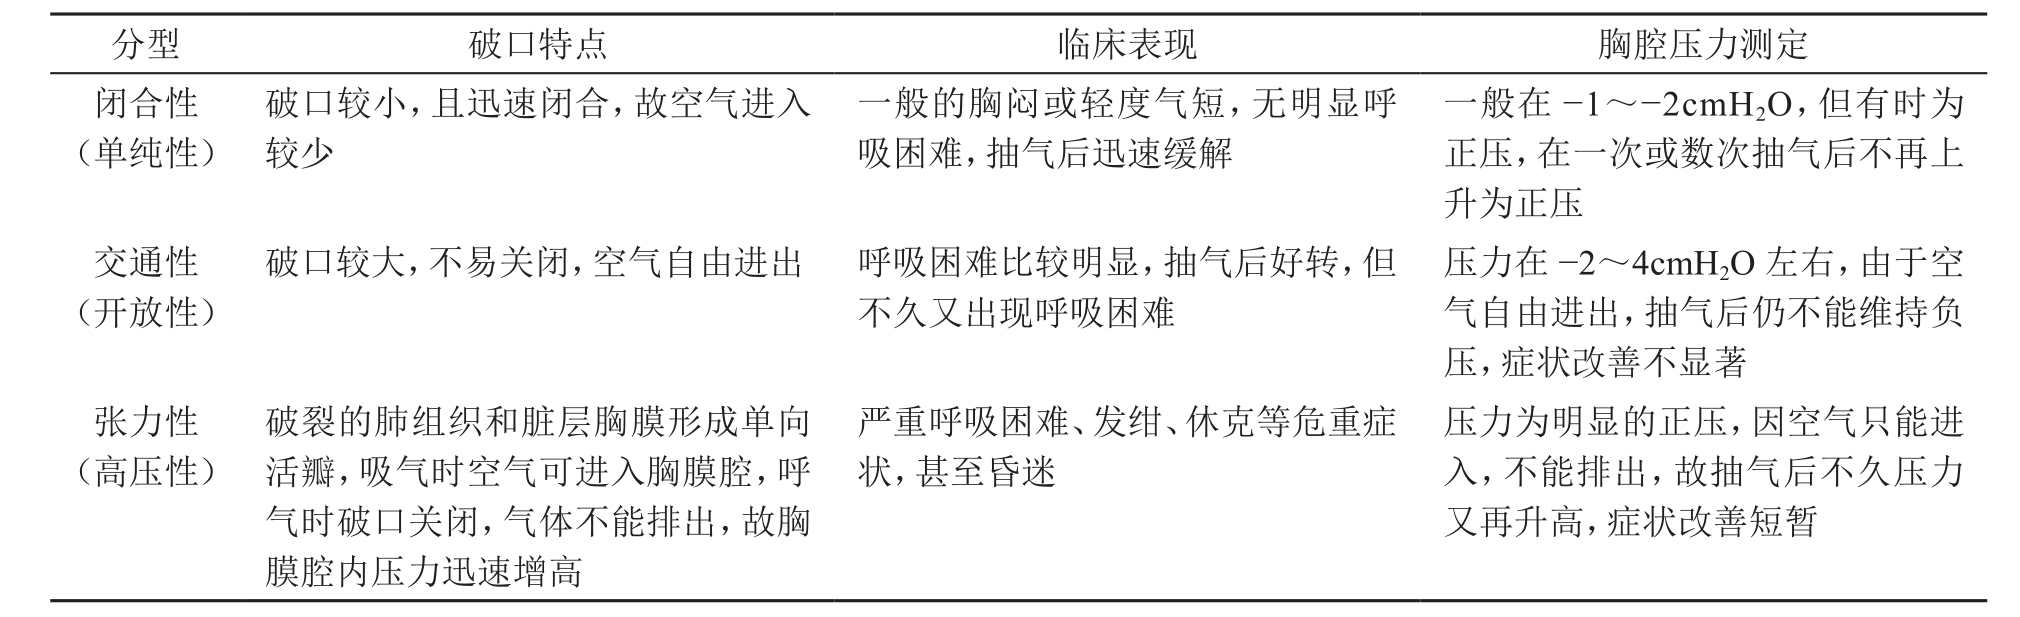 分型 破口特点 临床表现 胸腔压力测定
闭合性
（单纯性）
破口较小，且迅速闭合，故空气进入
较少
一般的胸闷或轻度气短，无明显呼
吸困难，抽气后迅速缓解
一般在 −1～−2cmH₂O，但有时为
正压，在一次或数次抽气后不再上
升为正压
交通性
（开放性）
破口较大，不易关闭，空气自由进出
呼吸困难比较明显，抽气后好转，但
不久又出现呼吸困难
压力在 −2～4cmH₂O 左右，由于空
气自由进出，抽气后仍不能维持负
压，症状改善不显著
张力性
（高压性）
破裂的肺组织和脏层胸膜形成单向
活瓣，吸气时空气可进入胸膜腔，呼
气时破口关闭，气体不能排出，故胸
膜腔内压力迅速增高
严重呼吸困难、发绀、休克等危重症
状，甚至昏迷
压力为明显的正压，因空气只能进
入，不能排出，故抽气后不久压力
又再升高，症状改善短暂